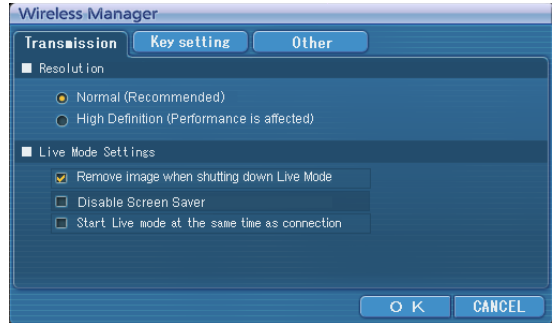 Wireless Manager
Transmission Key setting Other
Resolution
Normal (Recommended)
High Definition (Performance is affected)
Live Mode Settings
Remove image when shutting down Live Mode
Disable Screen Saver
Start Live mode at the same time as connection
O K CANCEL